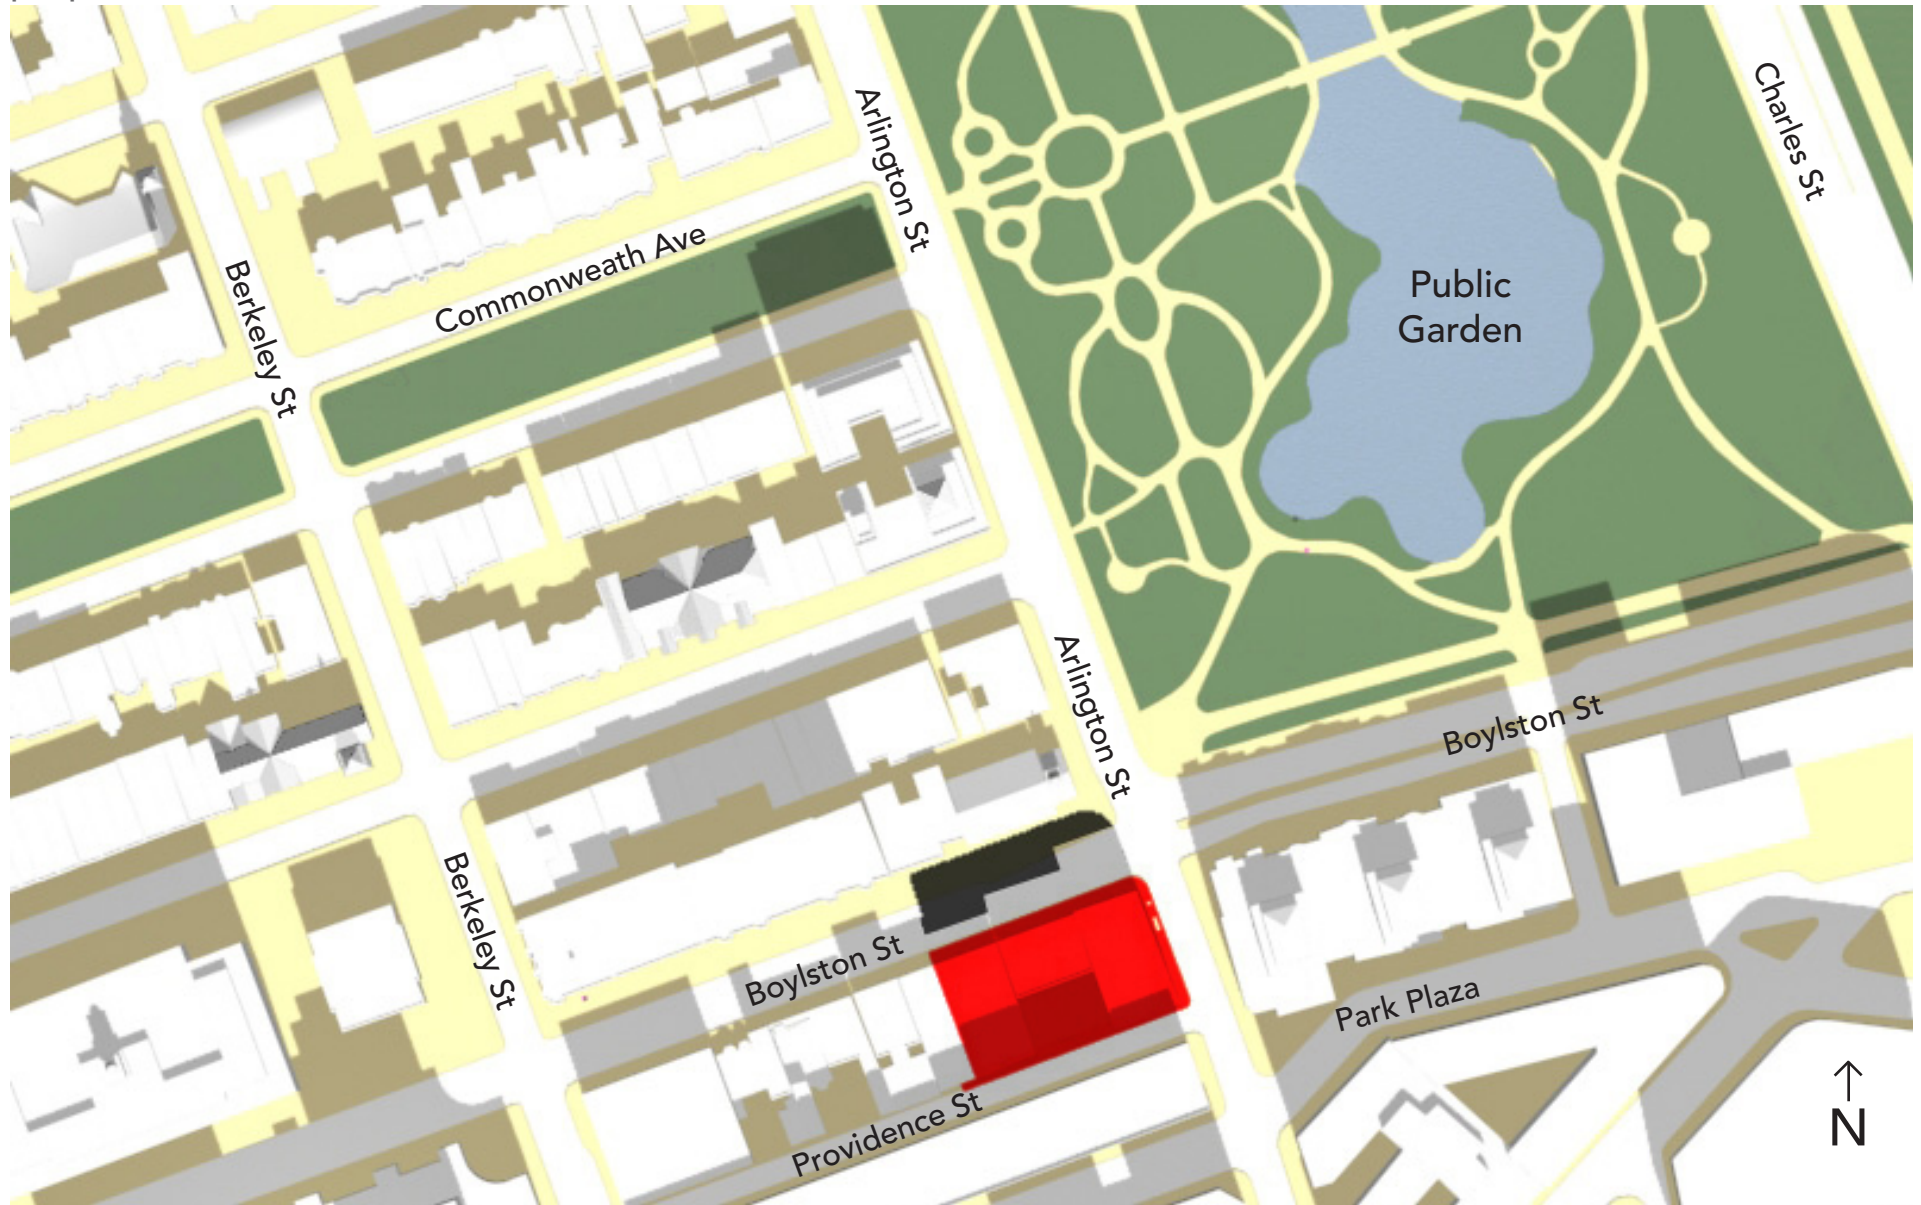 Arlington St
Charles St
Commonweath Ave
Berkeley St
Public
Garden
Arlington St
Boylston St
Berkeley St
Boylston St
Park Plaza
Providence St
N